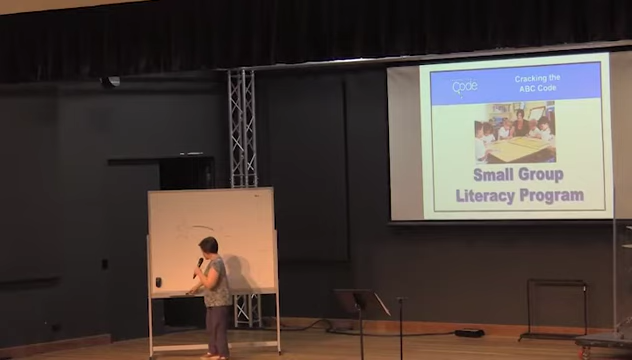 Code
Cracking the
ABC Code
Small Group
Literacy Program